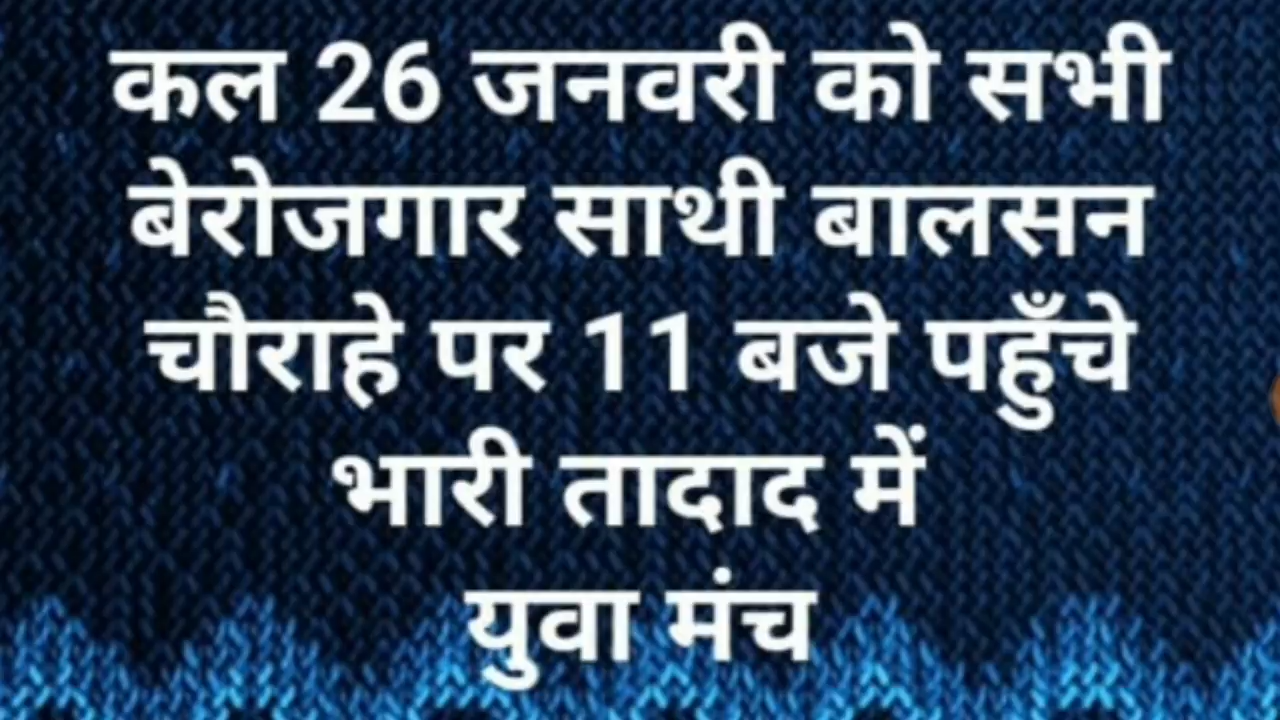 कल 26 जनवरी को सभी
बेरोजगार साथी बालसन
चौराहे पर 11 बजे पहुँचे
भारी तादाद में
युवा मंच